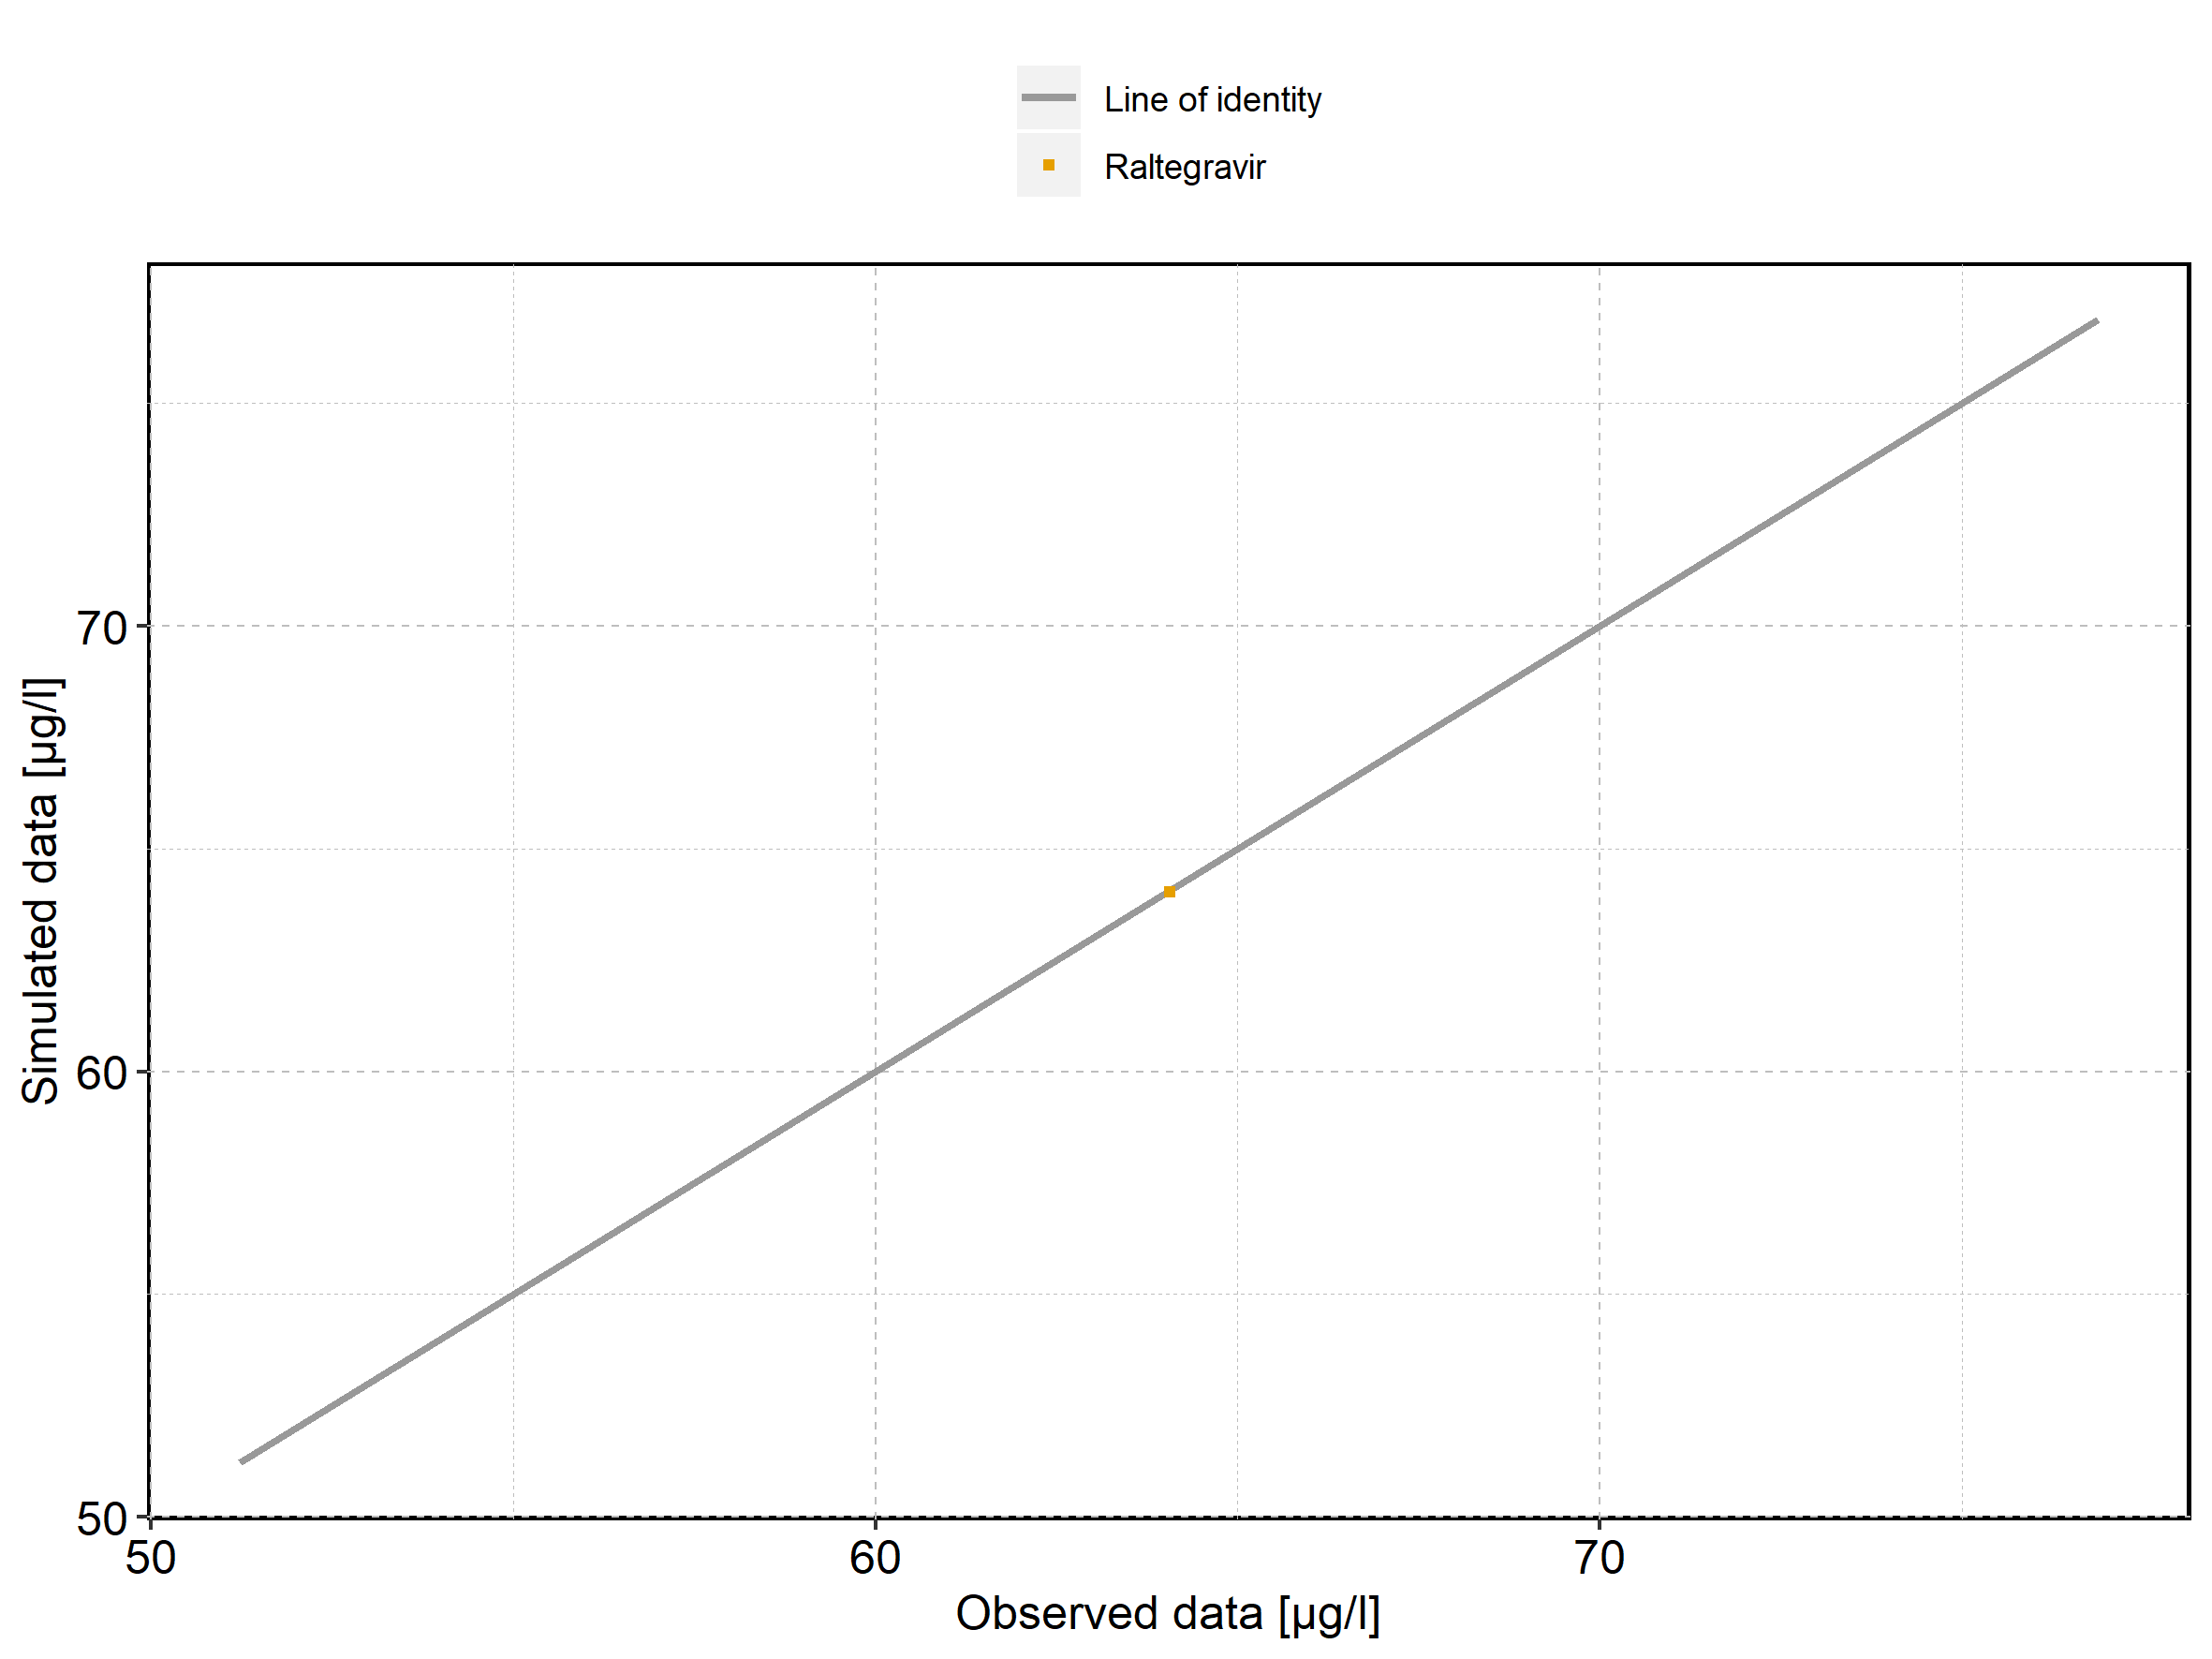 Line of identity
Raltegravir
70
60
50
Simulated data [µg/l]
50 60 70
Observed data [µg/l]